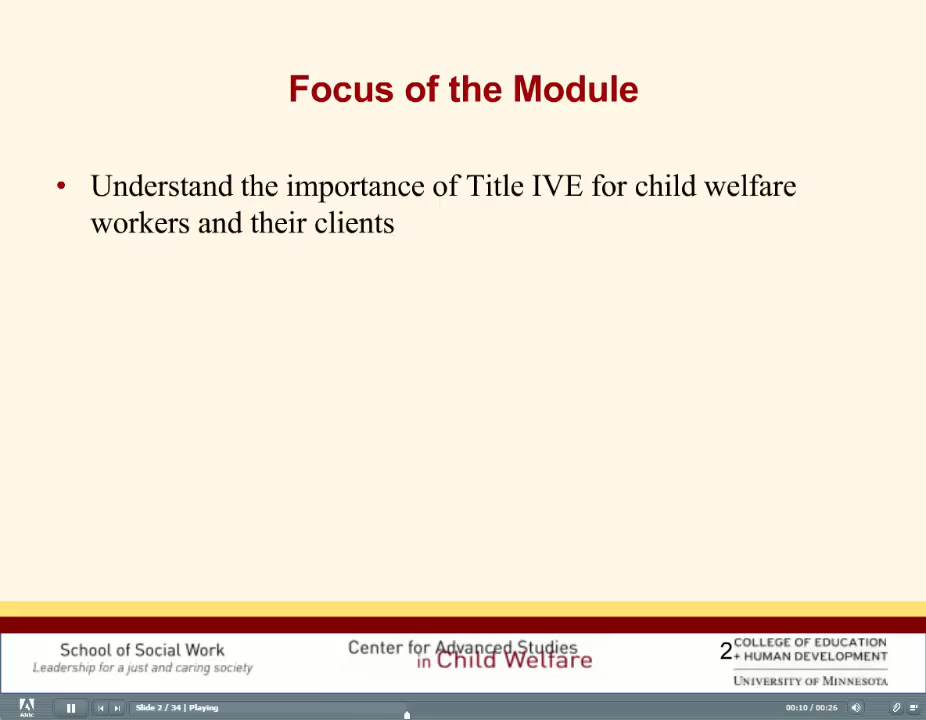 Focus of the Module
• Understand the importance of Title IVE for child welfare
workers and their clients
School of Social Work
Leadership for a just and caring society
Center for Advanced Studies
in Child Welfare
2
COLLEGE OF EDUCATION
+ HUMAN DEVELOPMENT
UNIVERSITY OF MINNESOTA
Slide 2 / 34 | Playing
00:10 / 00:26